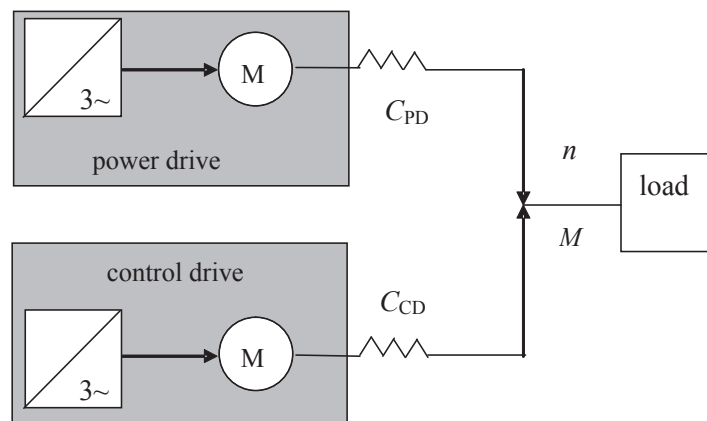 M
3~
C_PD
power drive
n
load
M
control drive
C_CD
M
3~